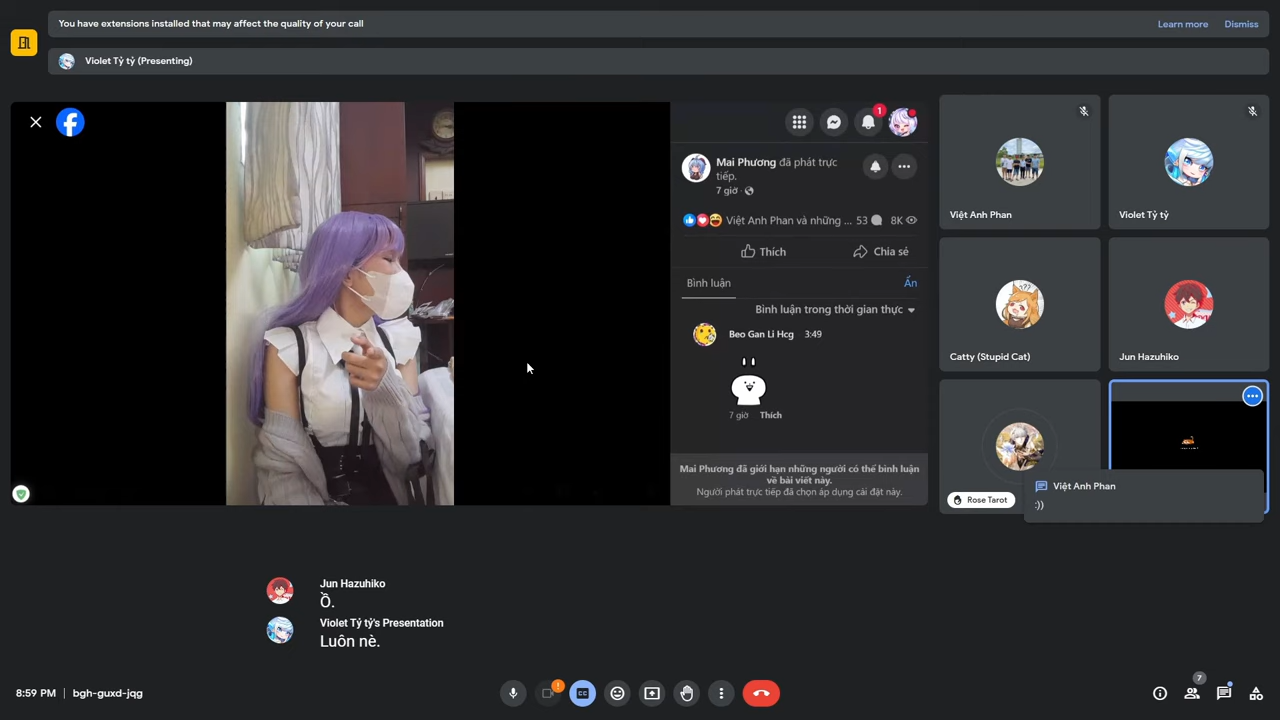 You have extensions installed that may affect the quality of your call
Learn more
Dismiss
Violet Tỷ tỷ (Presenting)
1
Mai Phương đã phát trực
tiếp.
7 giờ
Việt Anh Phan và những ... 53 8K
Thích
Chia sẻ
Bình luận
Ẩn
Bình luận trong thời gian thực
Beo Gan Li Hcg 3:49
7 giờ Thích
Mai Phương đã giới hạn những người có thể bình luận
về bài viết này.
Người phát trực tiếp đã chọn áp dụng cài đặt này.
Việt Anh Phan
Violet Tỷ tỷ
Catty (Stupid Cat)
Jun Hazuhiko
Rose Tarot
Việt Anh Phan
:))
Jun Hazuhiko
Ồ.
Violet Tỷ tỷ's Presentation
Luôn nè.
8:59 PM
bgh-guxd-jqg
7